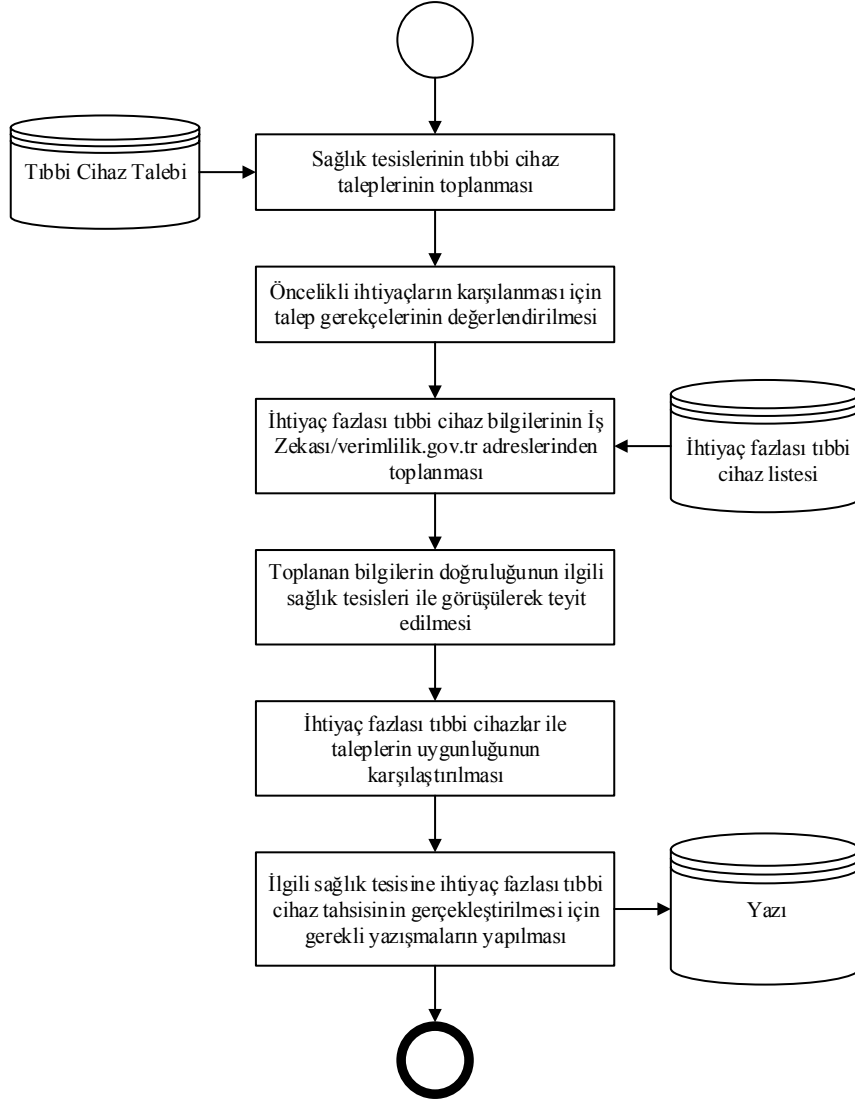 Tıbbi Cihaz Talebi
Sağlık tesislerinin tıbbi cihaz
taleplerinin toplanması
Öncelikli ihtiyaçların karşılanması için
talep gerekçelerinin değerlendirilmesi
İhtiyaç fazlası tıbbi cihaz bilgilerinin İş
Zekası/verimlilik.gov.tr adreslerinden
toplanması
İhtiyaç fazlası tıbbi
cihaz listesi
Toplanan bilgilerin doğruluğunun ilgili
sağlık tesisleri ile görüşülerek teyit
edilmesi
İhtiyaç fazlası tıbbi cihazlar ile
taleplerin uygunluğunun
karşılaştırılması
İlgili sağlık tesisine ihtiyaç fazlası tıbbi
cihaz tahsisinin gerçekleştirilmesi için
gerekli yazışmaların yapılması
Yazı